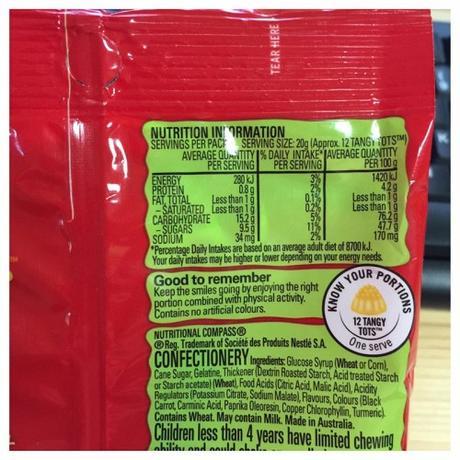 TEAR HERE
NUTRITION INFORMATION
SERVINGS PER PACK: SERVING SIZE: 20g (Approx. 12 TANGY TOTS™)
AVERAGE QUANTITY % DAILY INTAKE* AVERAGE QUANTITY
PER SERVING PER SERVING PER 100g
ENERGY 280 kJ 3% 1420 kJ
PROTEIN 0.8 g 2% 4.2 g
FAT, TOTAL Less than 1 g 0.1% Less than 1 g
– SATURATED Less than 1 g 0.2% Less than 1 g
CARBOHYDRATE 15.2 g 5% 76.2 g
– SUGARS 9.5 g 11% 47.7 g
SODIUM 34 mg 2% 170 mg
*Percentage Daily Intakes are based on an average adult diet of 8700 kJ.
Your daily intakes may be higher or lower depending on your energy needs.
Good to remember
Keep the smiles going by enjoying the right
portion combined with physical activity.
Contains no artificial colours.
KNOW YOUR PORTIONS
12 TANGY
TOTS™
One serve
NUTRITIONAL COMPASS®
® Reg. Trademark of Société des Produits Nestlé S.A.
CONFECTIONERY Ingredients: Glucose Syrup (Wheat or Corn),
Cane Sugar, Gelatine, Thickener (Dextrin Roasted Starch, Acid treated Starch
or Starch acetate) (Wheat), Food Acids (Citric Acid, Malic Acid), Acidity
Regulators (Potassium Citrate, Sodium Malate), Flavours, Colours (Black
Carrot, Carminic Acid, Paprika Oleoresin, Copper Chlorophyllin, Turmeric).
Contains Wheat. May contain Milk. Made in Australia.
Children less than 4 years have limited chewing
ability and could choke on